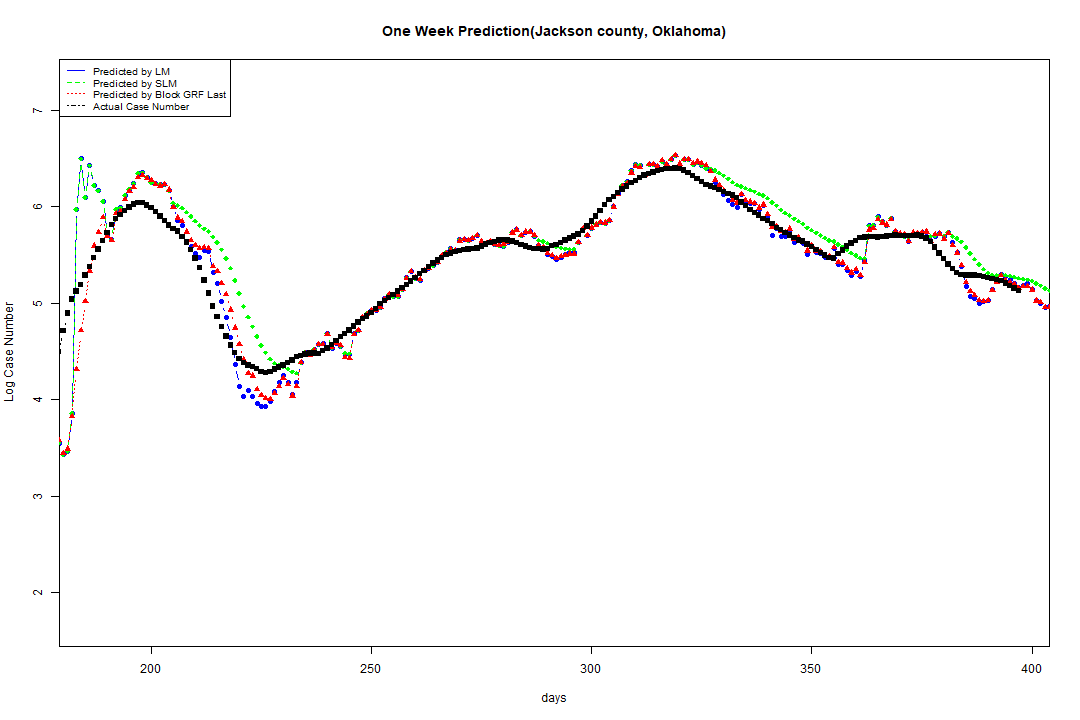 One Week Prediction(Jackson county, Oklahoma)
Predicted by LM
Predicted by SLM
Predicted by Block GRF Last
Actual Case Number
7
6
5
4
3
2
Log Case Number
200 250 300 350 400
days